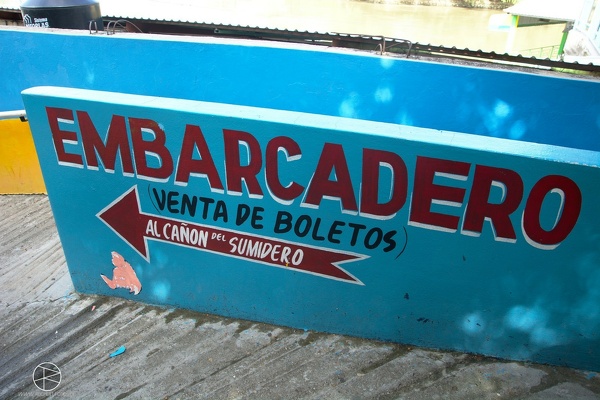 EMBARCADERO
(VENTA DE BOLETOS)
AL CAÑON DEL SUMIDERO